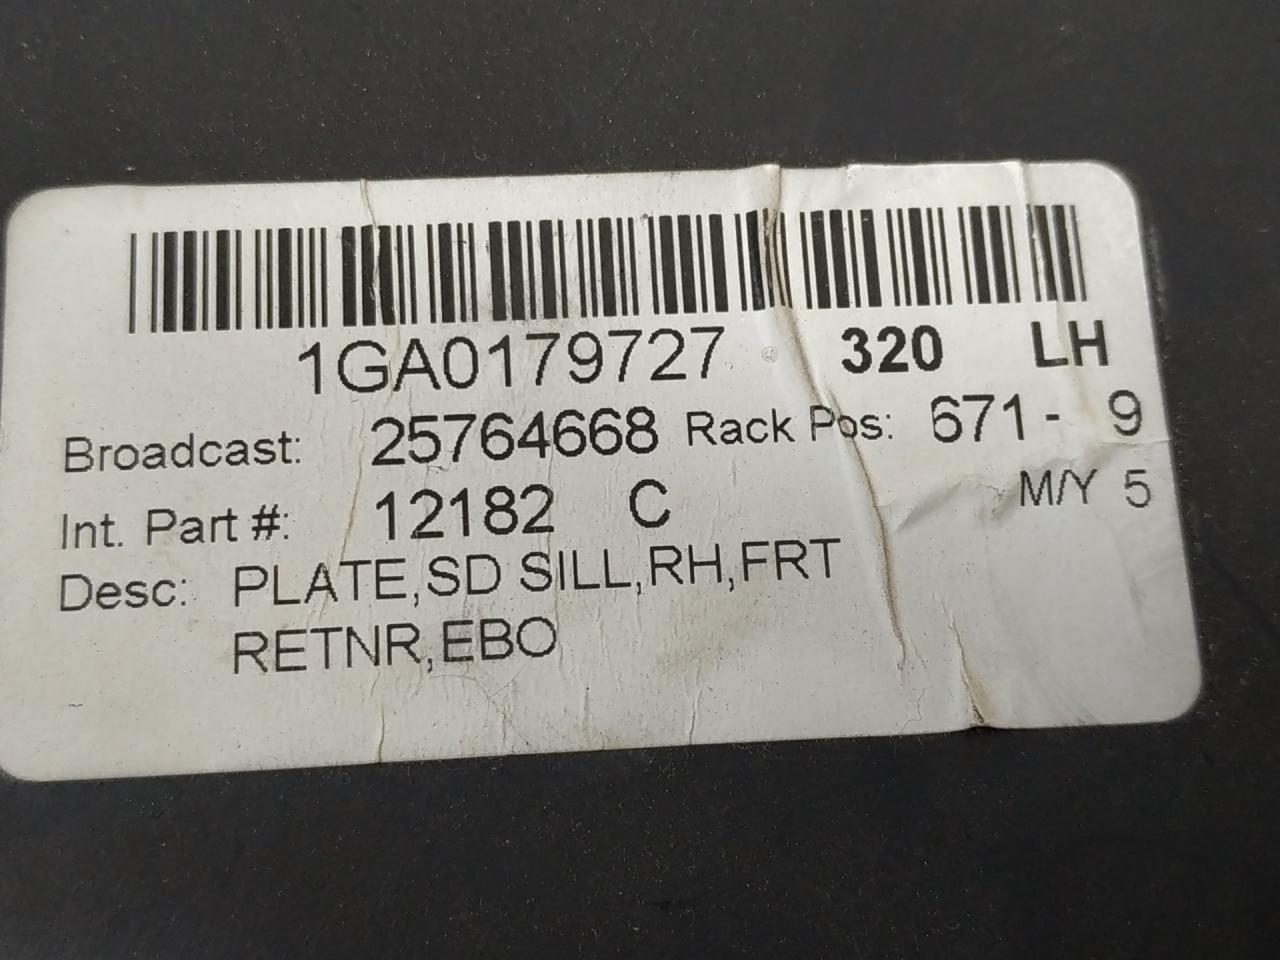 1GA0179727 320 LH
Broadcast: 25764668 Rack Pos: 671- 9
Int. Part #: 12182 C M/Y 5
Desc: PLATE,SD SILL,RH,FRT
RETNR,EBO